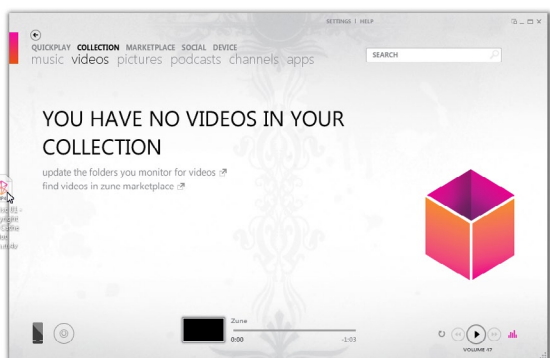 SETTINGS | HELP
QUICKPLAY COLLECTION MARKETPLACE SOCIAL DEVICE
music videos pictures podcasts channels apps
SEARCH
YOU HAVE NO VIDEOS IN YOUR
COLLECTION
update the folders you monitor for videos
find videos in zune marketplace
Zune
0:00 -1:03
VOLUME 47